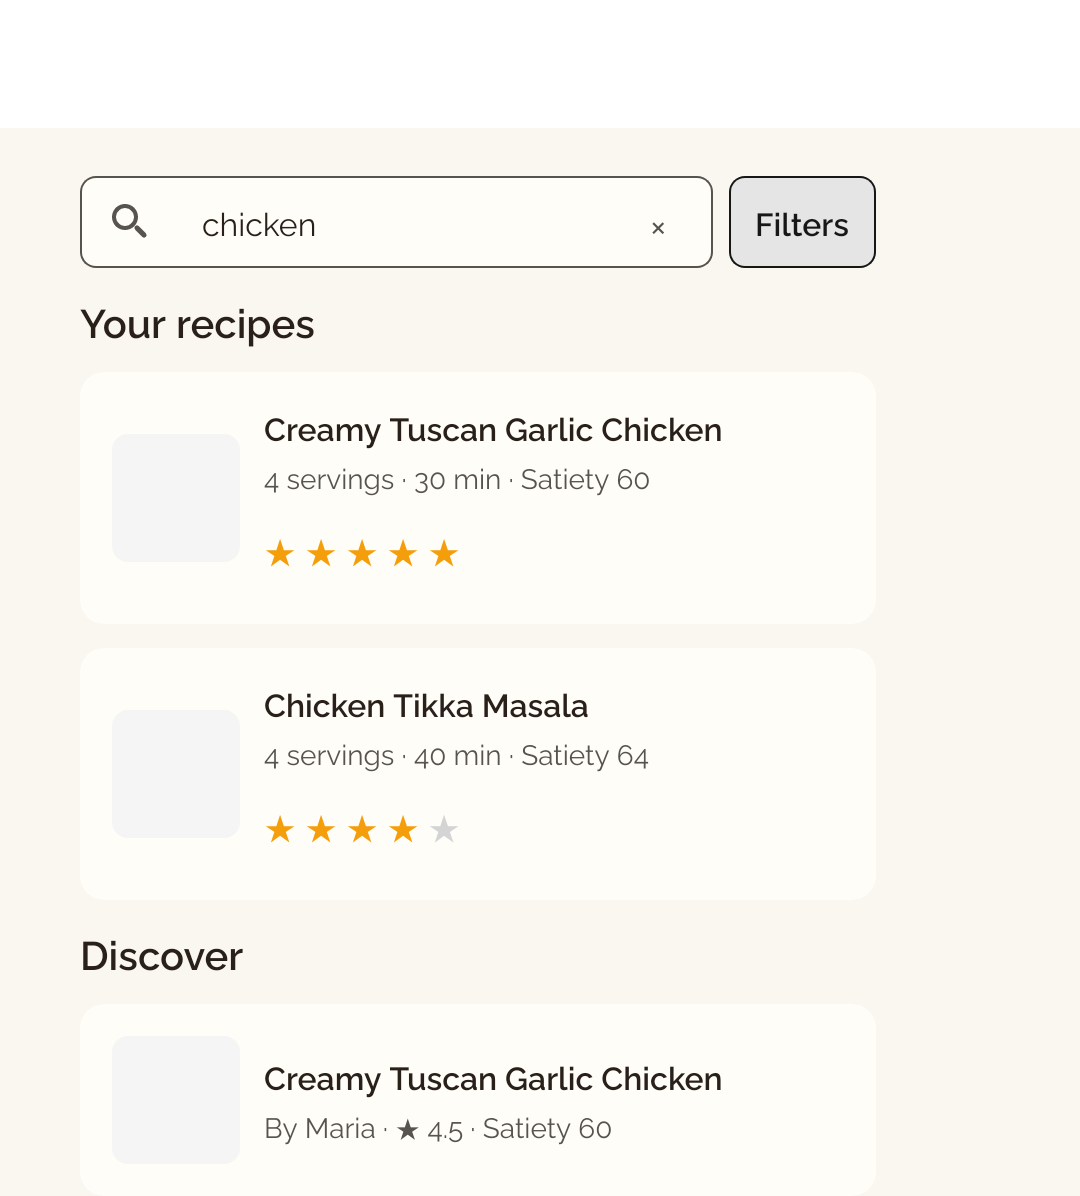 chicken × Filters
Your recipes
Creamy Tuscan Garlic Chicken
4 servings · 30 min · Satiety 60
★ ★ ★ ★ ★
Chicken Tikka Masala
4 servings · 40 min · Satiety 64
★ ★ ★ ★ ★
Discover
Creamy Tuscan Garlic Chicken
By Maria · ★ 4.5 · Satiety 60